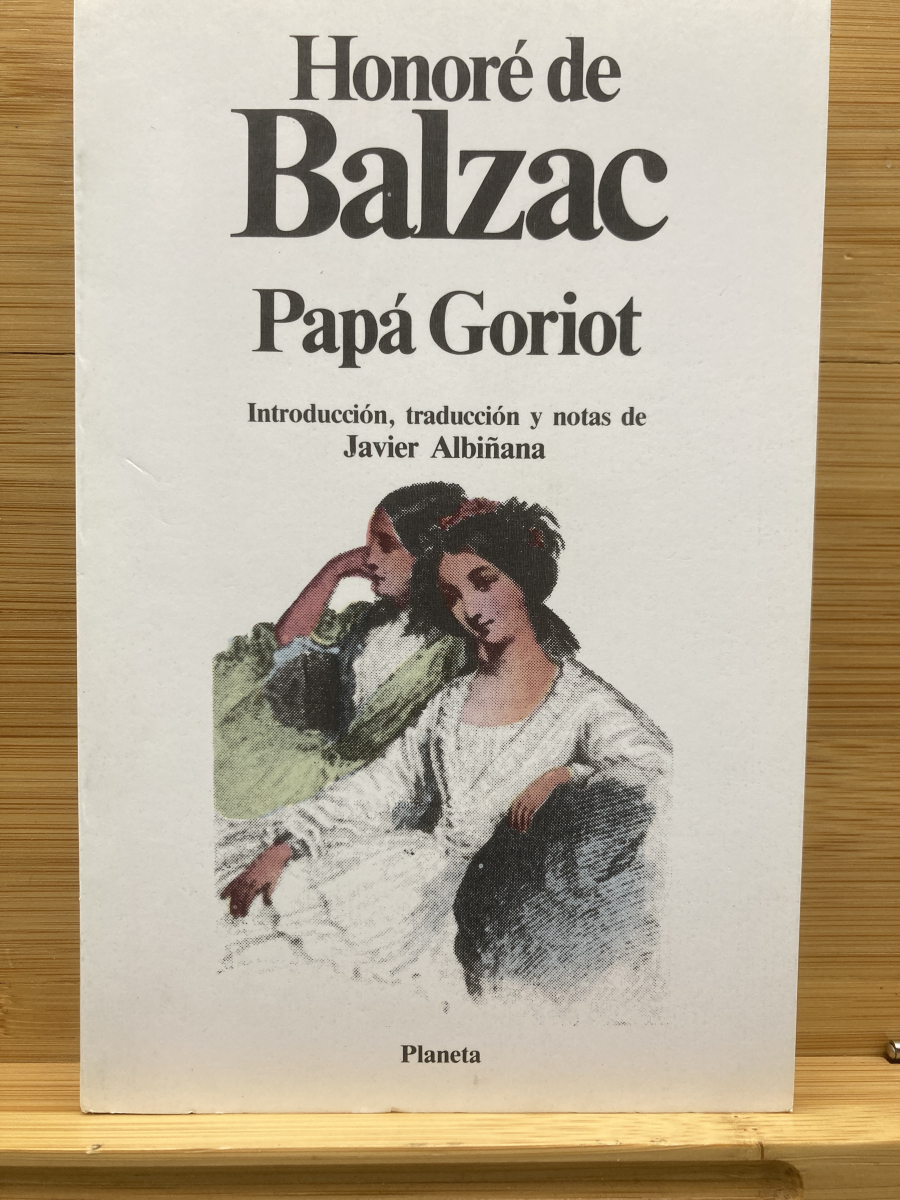 Honoré de
Balzac
Papá Goriot
Introducción, traducción y notas de
Javier Albiñana
Planeta